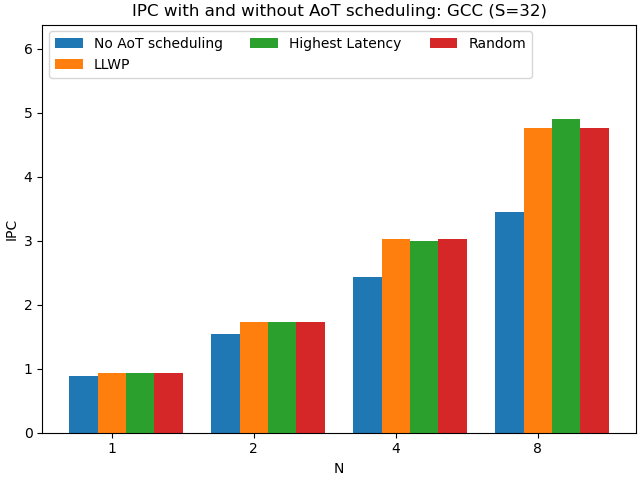 IPC with and without AoT scheduling: GCC (S=32)
No AoT scheduling
LLWP
Highest Latency
Random
6
5
4
3
2
1
0
IPC
1 2 4 8
N